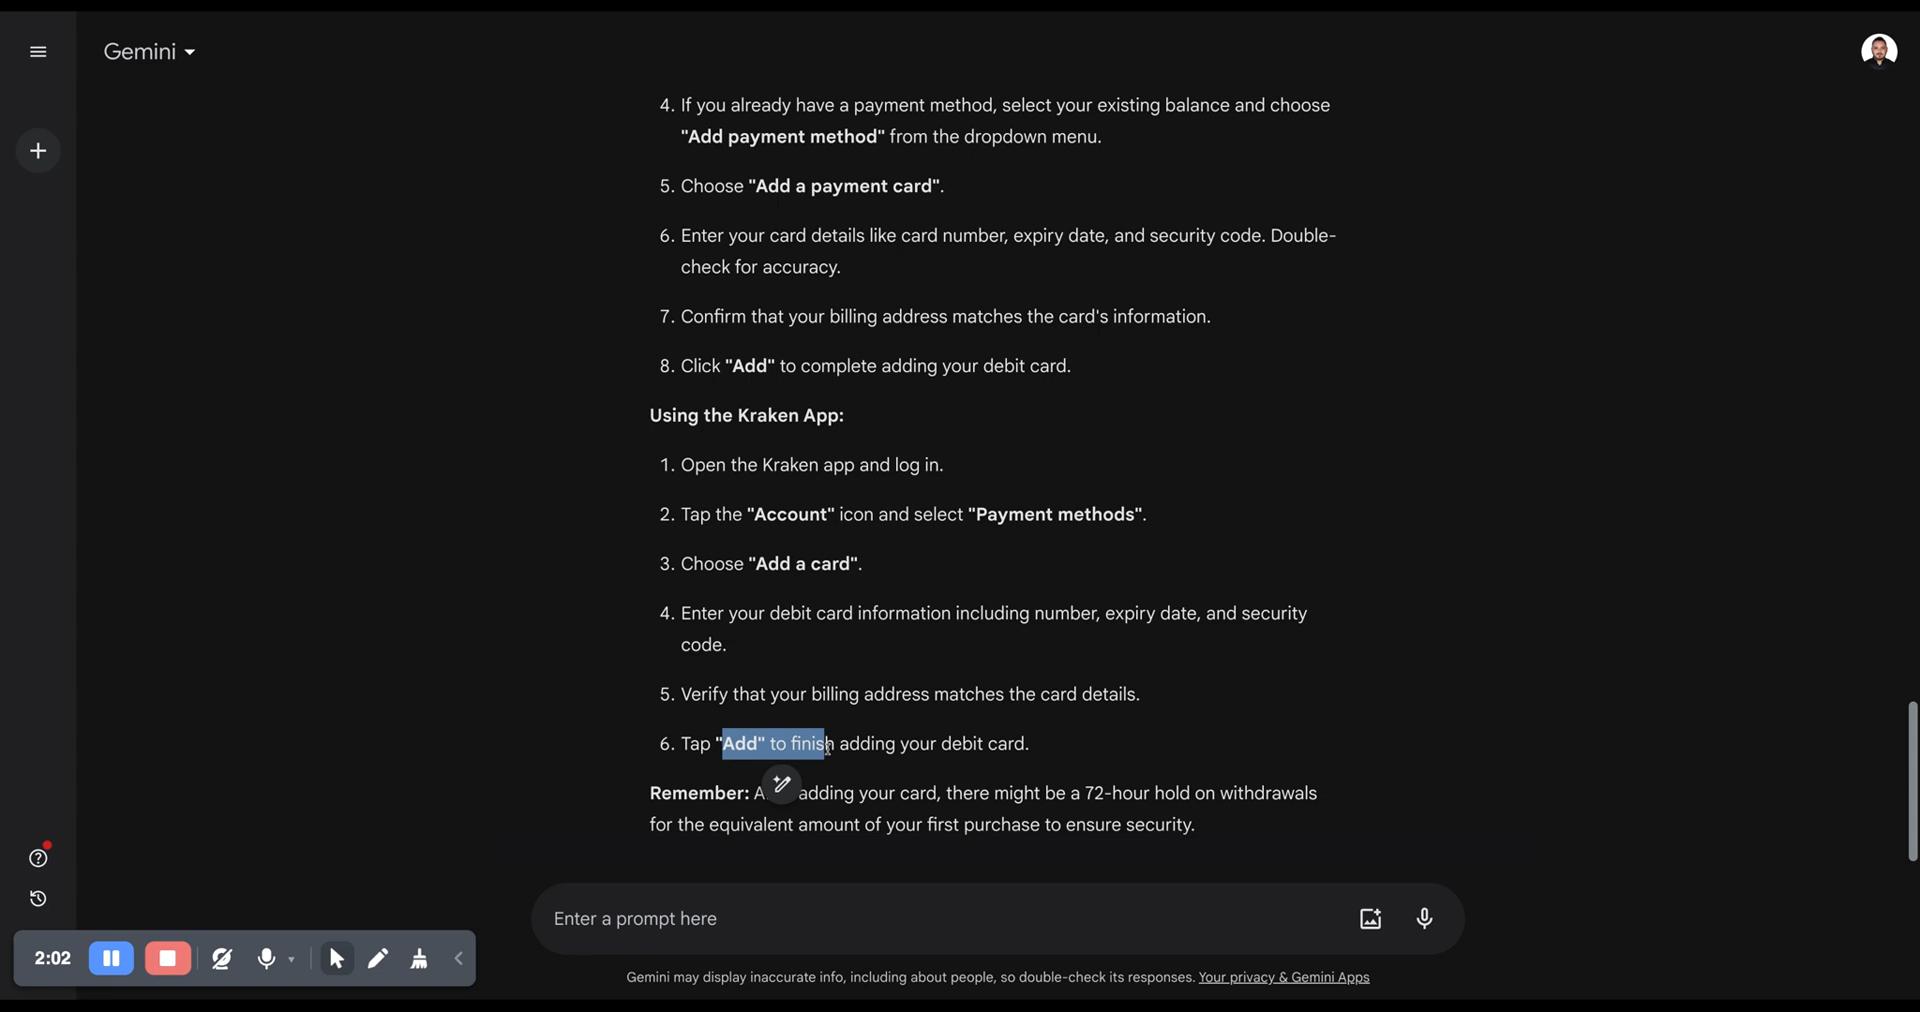 Gemini
4. If you already have a payment method, select your existing balance and choose
"Add payment method" from the dropdown menu.
5. Choose "Add a payment card".
6. Enter your card details like card number, expiry date, and security code. Double-
check for accuracy.
7. Confirm that your billing address matches the card's information.
8. Click "Add" to complete adding your debit card.
Using the Kraken App:
1. Open the Kraken app and log in.
2. Tap the "Account" icon and select "Payment methods".
3. Choose "Add a card".
4. Enter your debit card information including number, expiry date, and security
code.
5. Verify that your billing address matches the card details.
6. Tap "Add" to finish adding your debit card.
Remember: adding your card, there might be a 72-hour hold on withdrawals
for the equivalent amount of your first purchase to ensure security.
Enter a prompt here
2:02
Gemini may display inaccurate info, including about people, so double-check its responses. Your privacy & Gemini Apps